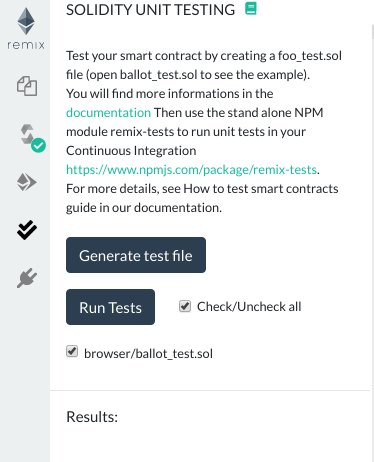 SOLIDITY UNIT TESTING
remix
Test your smart contract by creating a foo_test.sol
file (open ballot_test.sol to see the example).
You will find more informations in the
documentation Then use the stand alone NPM
module remix-tests to run unit tests in your
Continuous Integration
https://www.npmjs.com/package/remix-tests.
For more details, see How to test smart contracts
guide in our documentation.
Generate test file
Run Tests
Check/Uncheck all
browser/ballot_test.sol
Results: